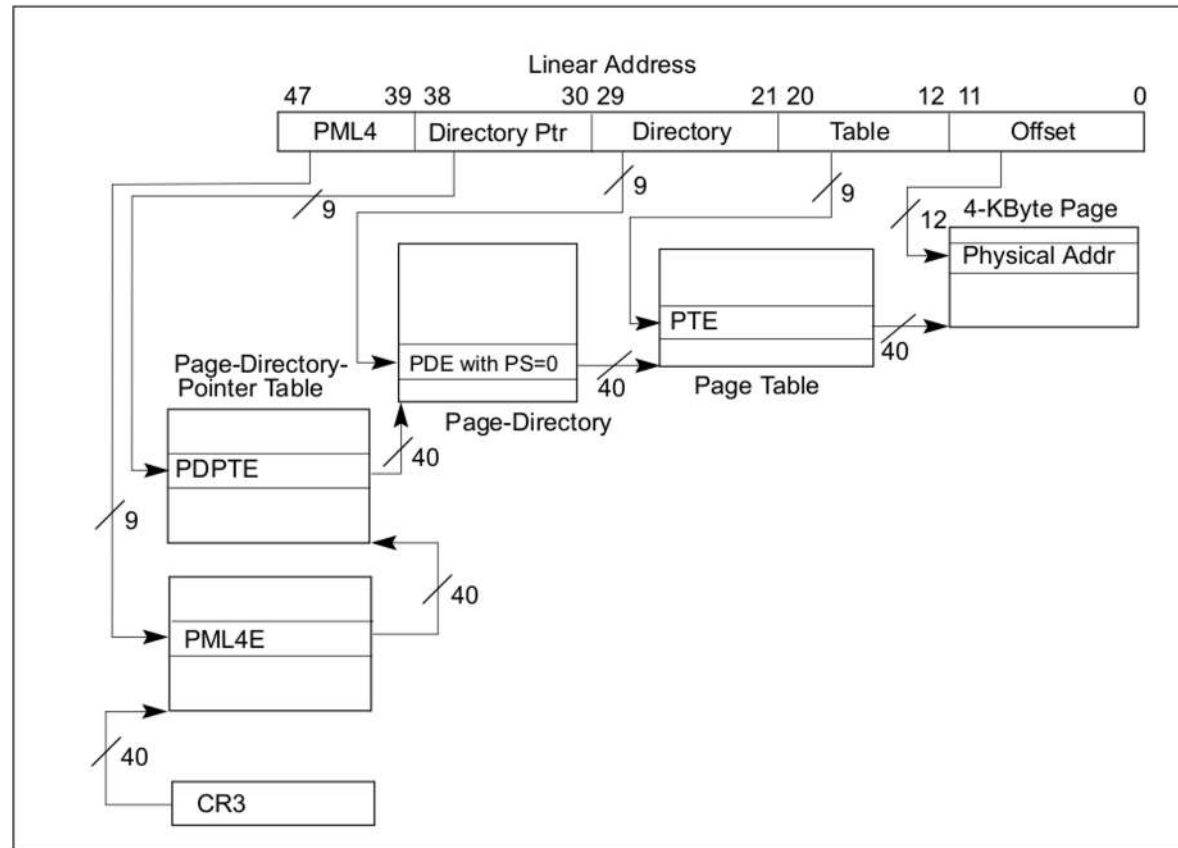 Linear Address
47 39 38 30 29 21 20 12 11 0
PML4 Directory Ptr Directory Table Offset
9
9
9
12
4-KByte Page
Physical Addr
PTE
40
Page Table
PDE with PS=0
40
Page-Directory
Page-Directory-
Pointer Table
PDPTE
40
9
PML4E
40
40
CR3